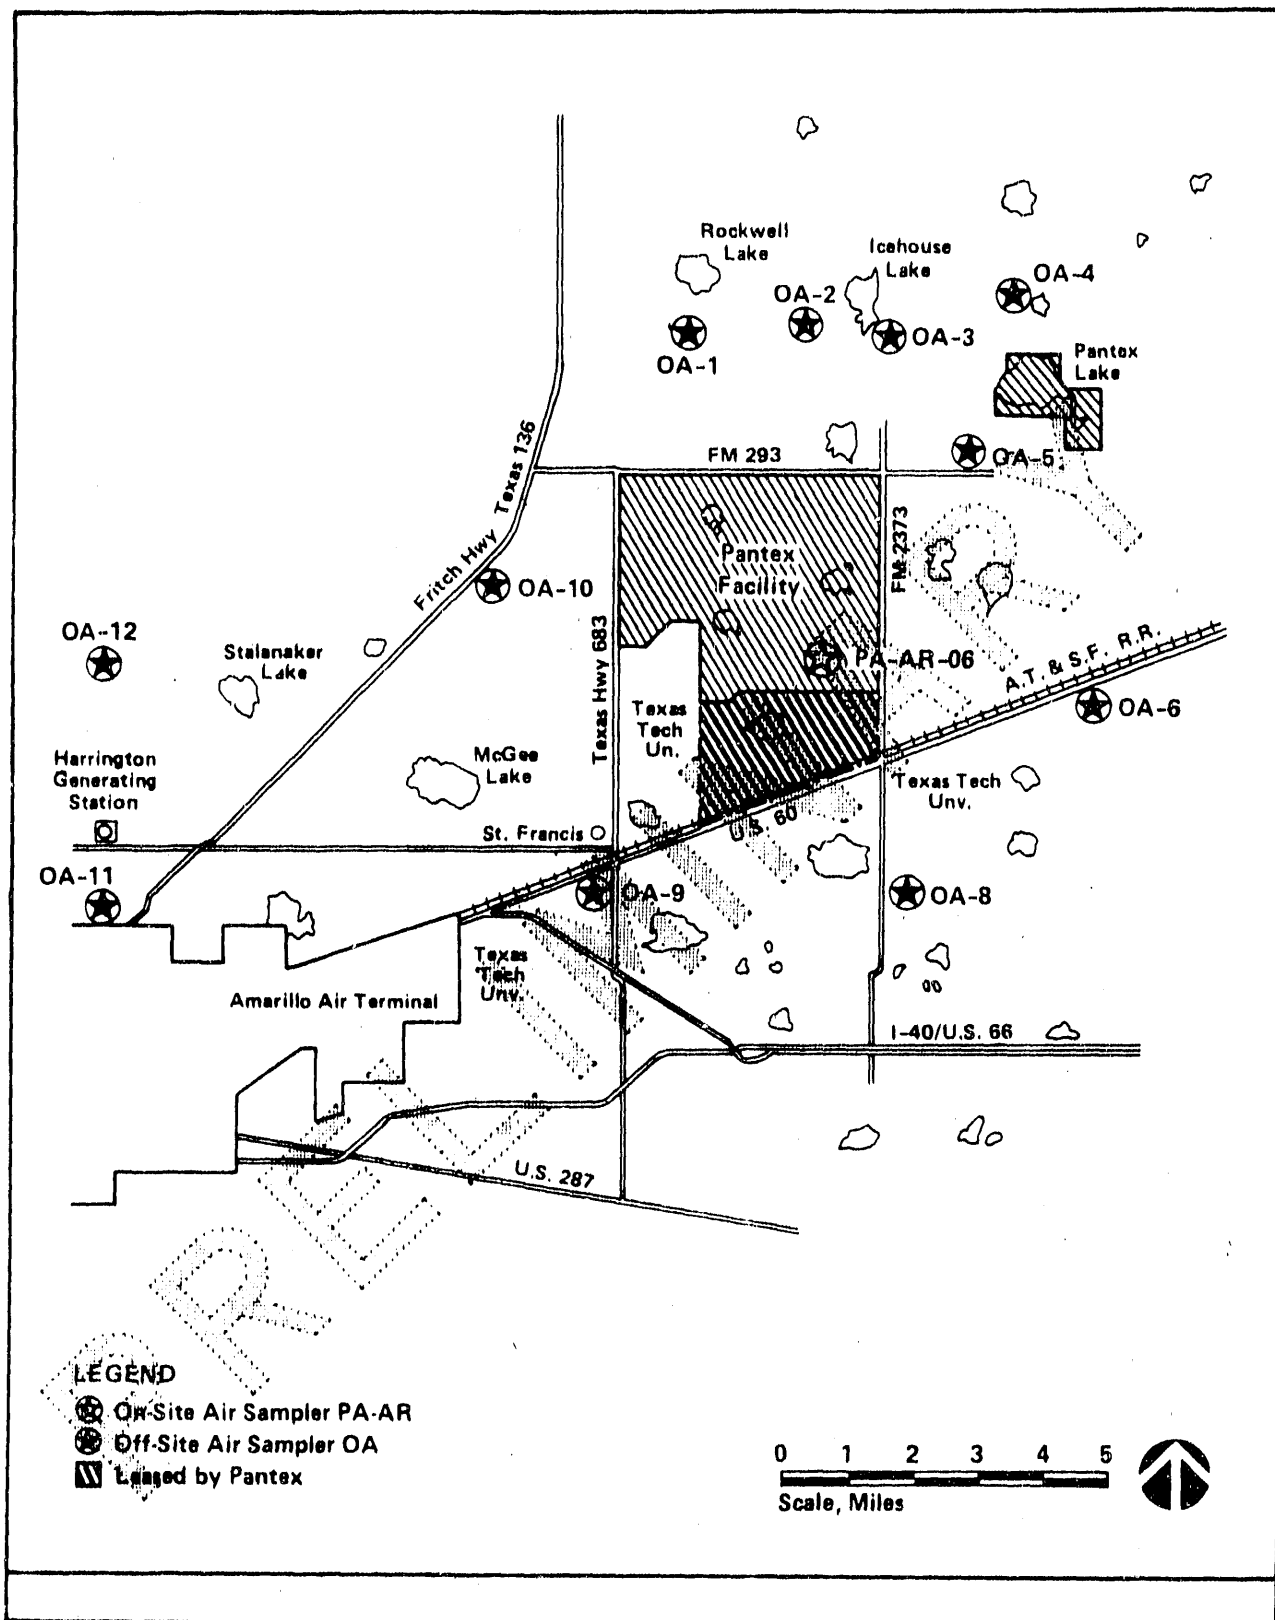 Rockwell
Lake
Icehouse
Lake
OA-4
OA-2
OA-3
OA-1
Pantex
Lake
Fritch Hwy Texas 136
FM 293
OA-5
FM 2373
Pantex
Facility
OA-10
OA-12
Stalanaker
Lake
Texas Hwy 683
PA-AR-06
A.T. & S.F. R.R.
OA-6
Texas
Tech
Un.
Harrington
Generating
Station
McGee
Lake
Texas Tech
Unv.
U.S. 60
St. Francis
OA-11
OA-9
OA-8
Texas
Tech
Unv.
Amarillo Air Terminal
I-40/U.S. 66
U.S. 287
PRELIMINARY
LEGEND
On-Site Air Sampler PA-AR
Off-Site Air Sampler OA
Leased by Pantex
0 1 2 3 4 5
Scale, Miles